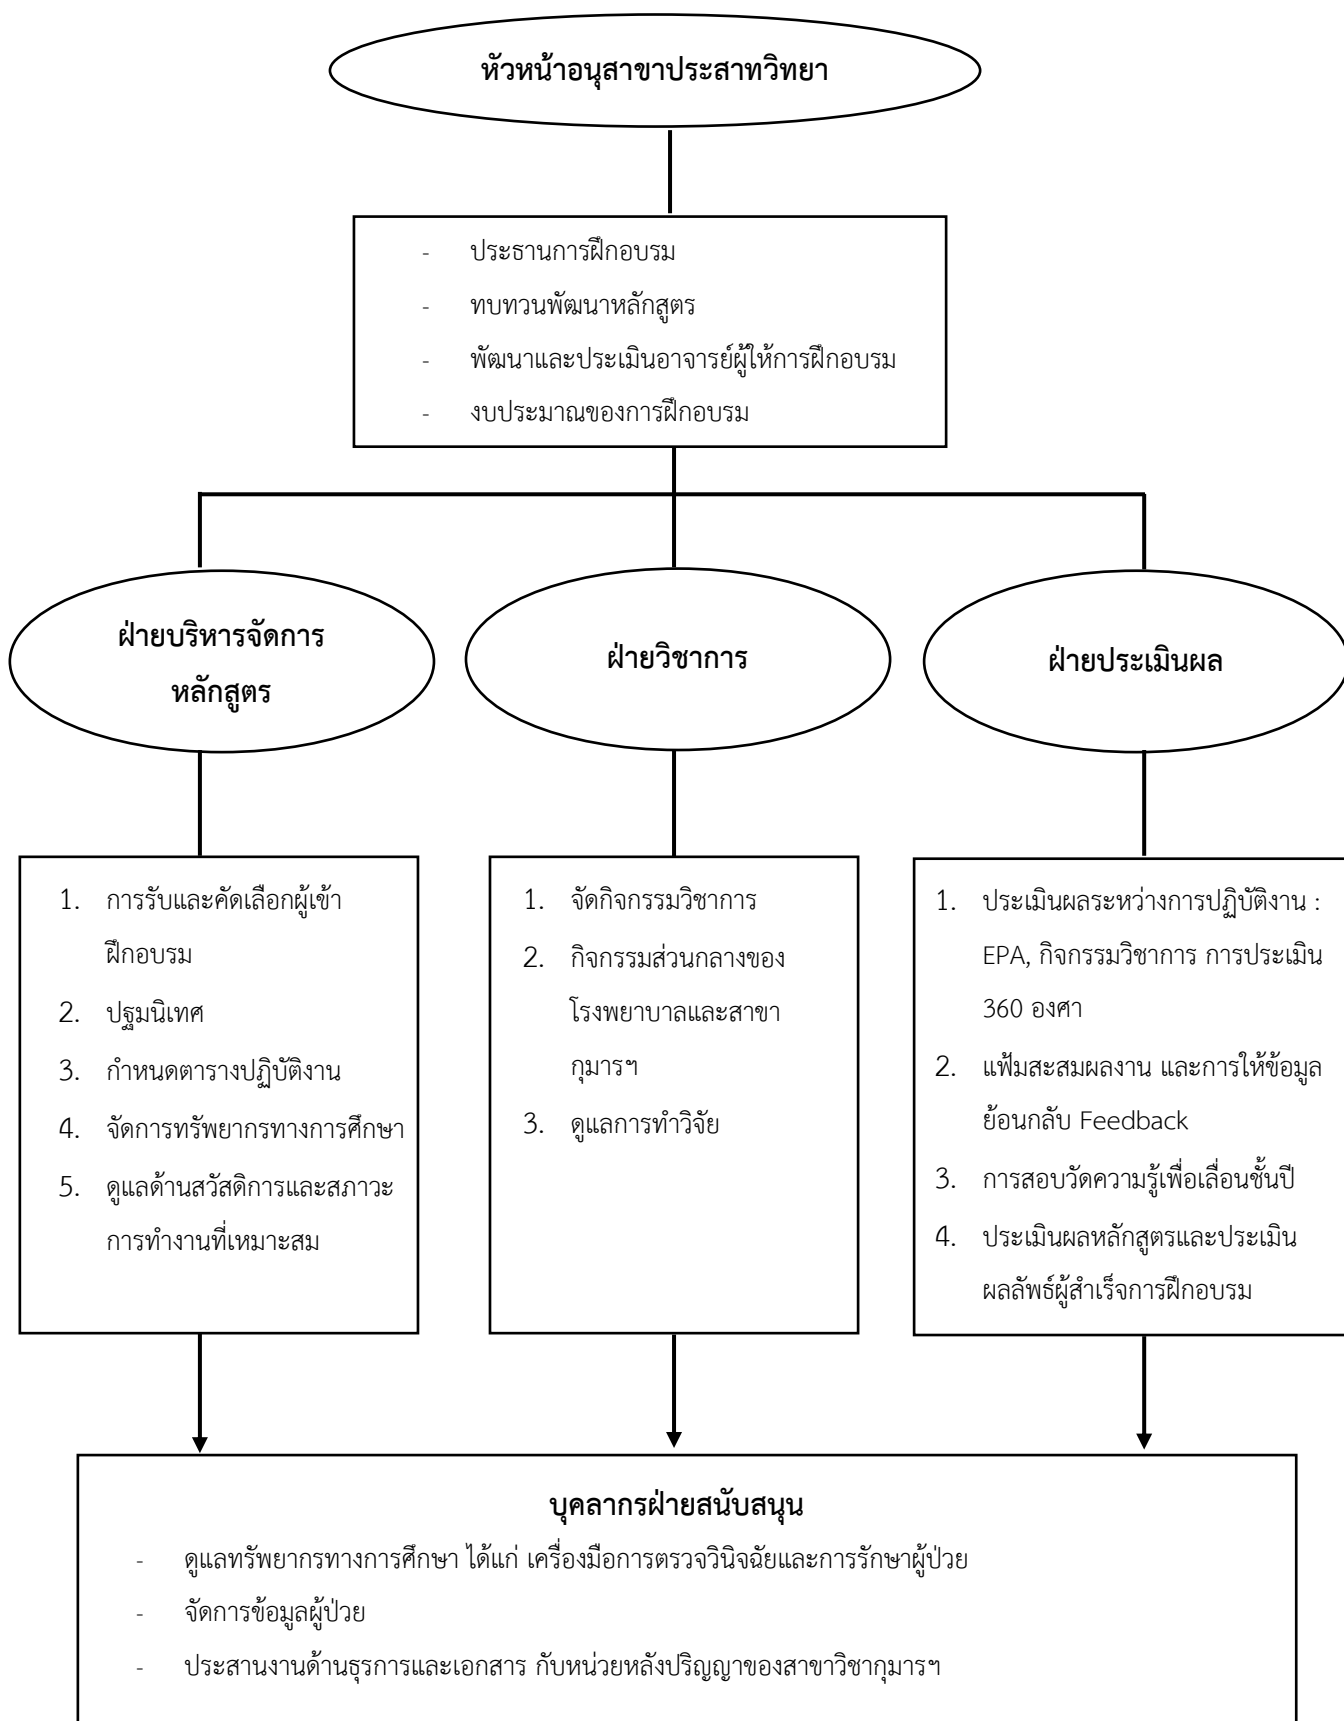 หัวหน้าอนุสาขาประสาทวิทยา
- ประธานการฝึกอบรม
- ทบทวนพัฒนาหลักสูตร
- พัฒนาและประเมินอาจารย์ผู้ให้การฝึกอบรม
- งบประมาณของการฝึกอบรม
ฝ่ายบริหารจัดการ
หลักสูตร
ฝ่ายวิชาการ
ฝ่ายประเมินผล
1. การรับและคัดเลือกผู้เข้า
ฝึกอบรม
2. ปฐมนิเทศ
3. กำหนดตารางปฏิบัติงาน
4. จัดการทรัพยากรทางการศึกษา
5. ดูแลด้านสวัสดิการและสภาวะ
การทำงานที่เหมาะสม
1. จัดกิจกรรมวิชาการ
2. กิจกรรมส่วนกลางของ
โรงพยาบาลและสาขา
กุมารฯ
3. ดูแลการทำวิจัย
1. ประเมินผลระหว่างการปฏิบัติงาน :
EPA, กิจกรรมวิชาการ การประเมิน
360 องศา
2. แฟ้มสะสมผลงาน และการให้ข้อมูล
ย้อนกลับ Feedback
3. การสอบวัดความรู้เพื่อเลื่อนชั้นปี
4. ประเมินผลหลักสูตรและประเมิน
ผลลัพธ์ผู้สำเร็จการฝึกอบรม
บุคลากรฝ่ายสนับสนุน
- ดูแลทรัพยากรทางการศึกษา ได้แก่ เครื่องมือการตรวจวินิจฉัยและการรักษาผู้ป่วย
- จัดการข้อมูลผู้ป่วย
- ประสานงานด้านธุรการและเอกสาร กับหน่วยหลังปริญญาของสาขาวิชากุมารฯ